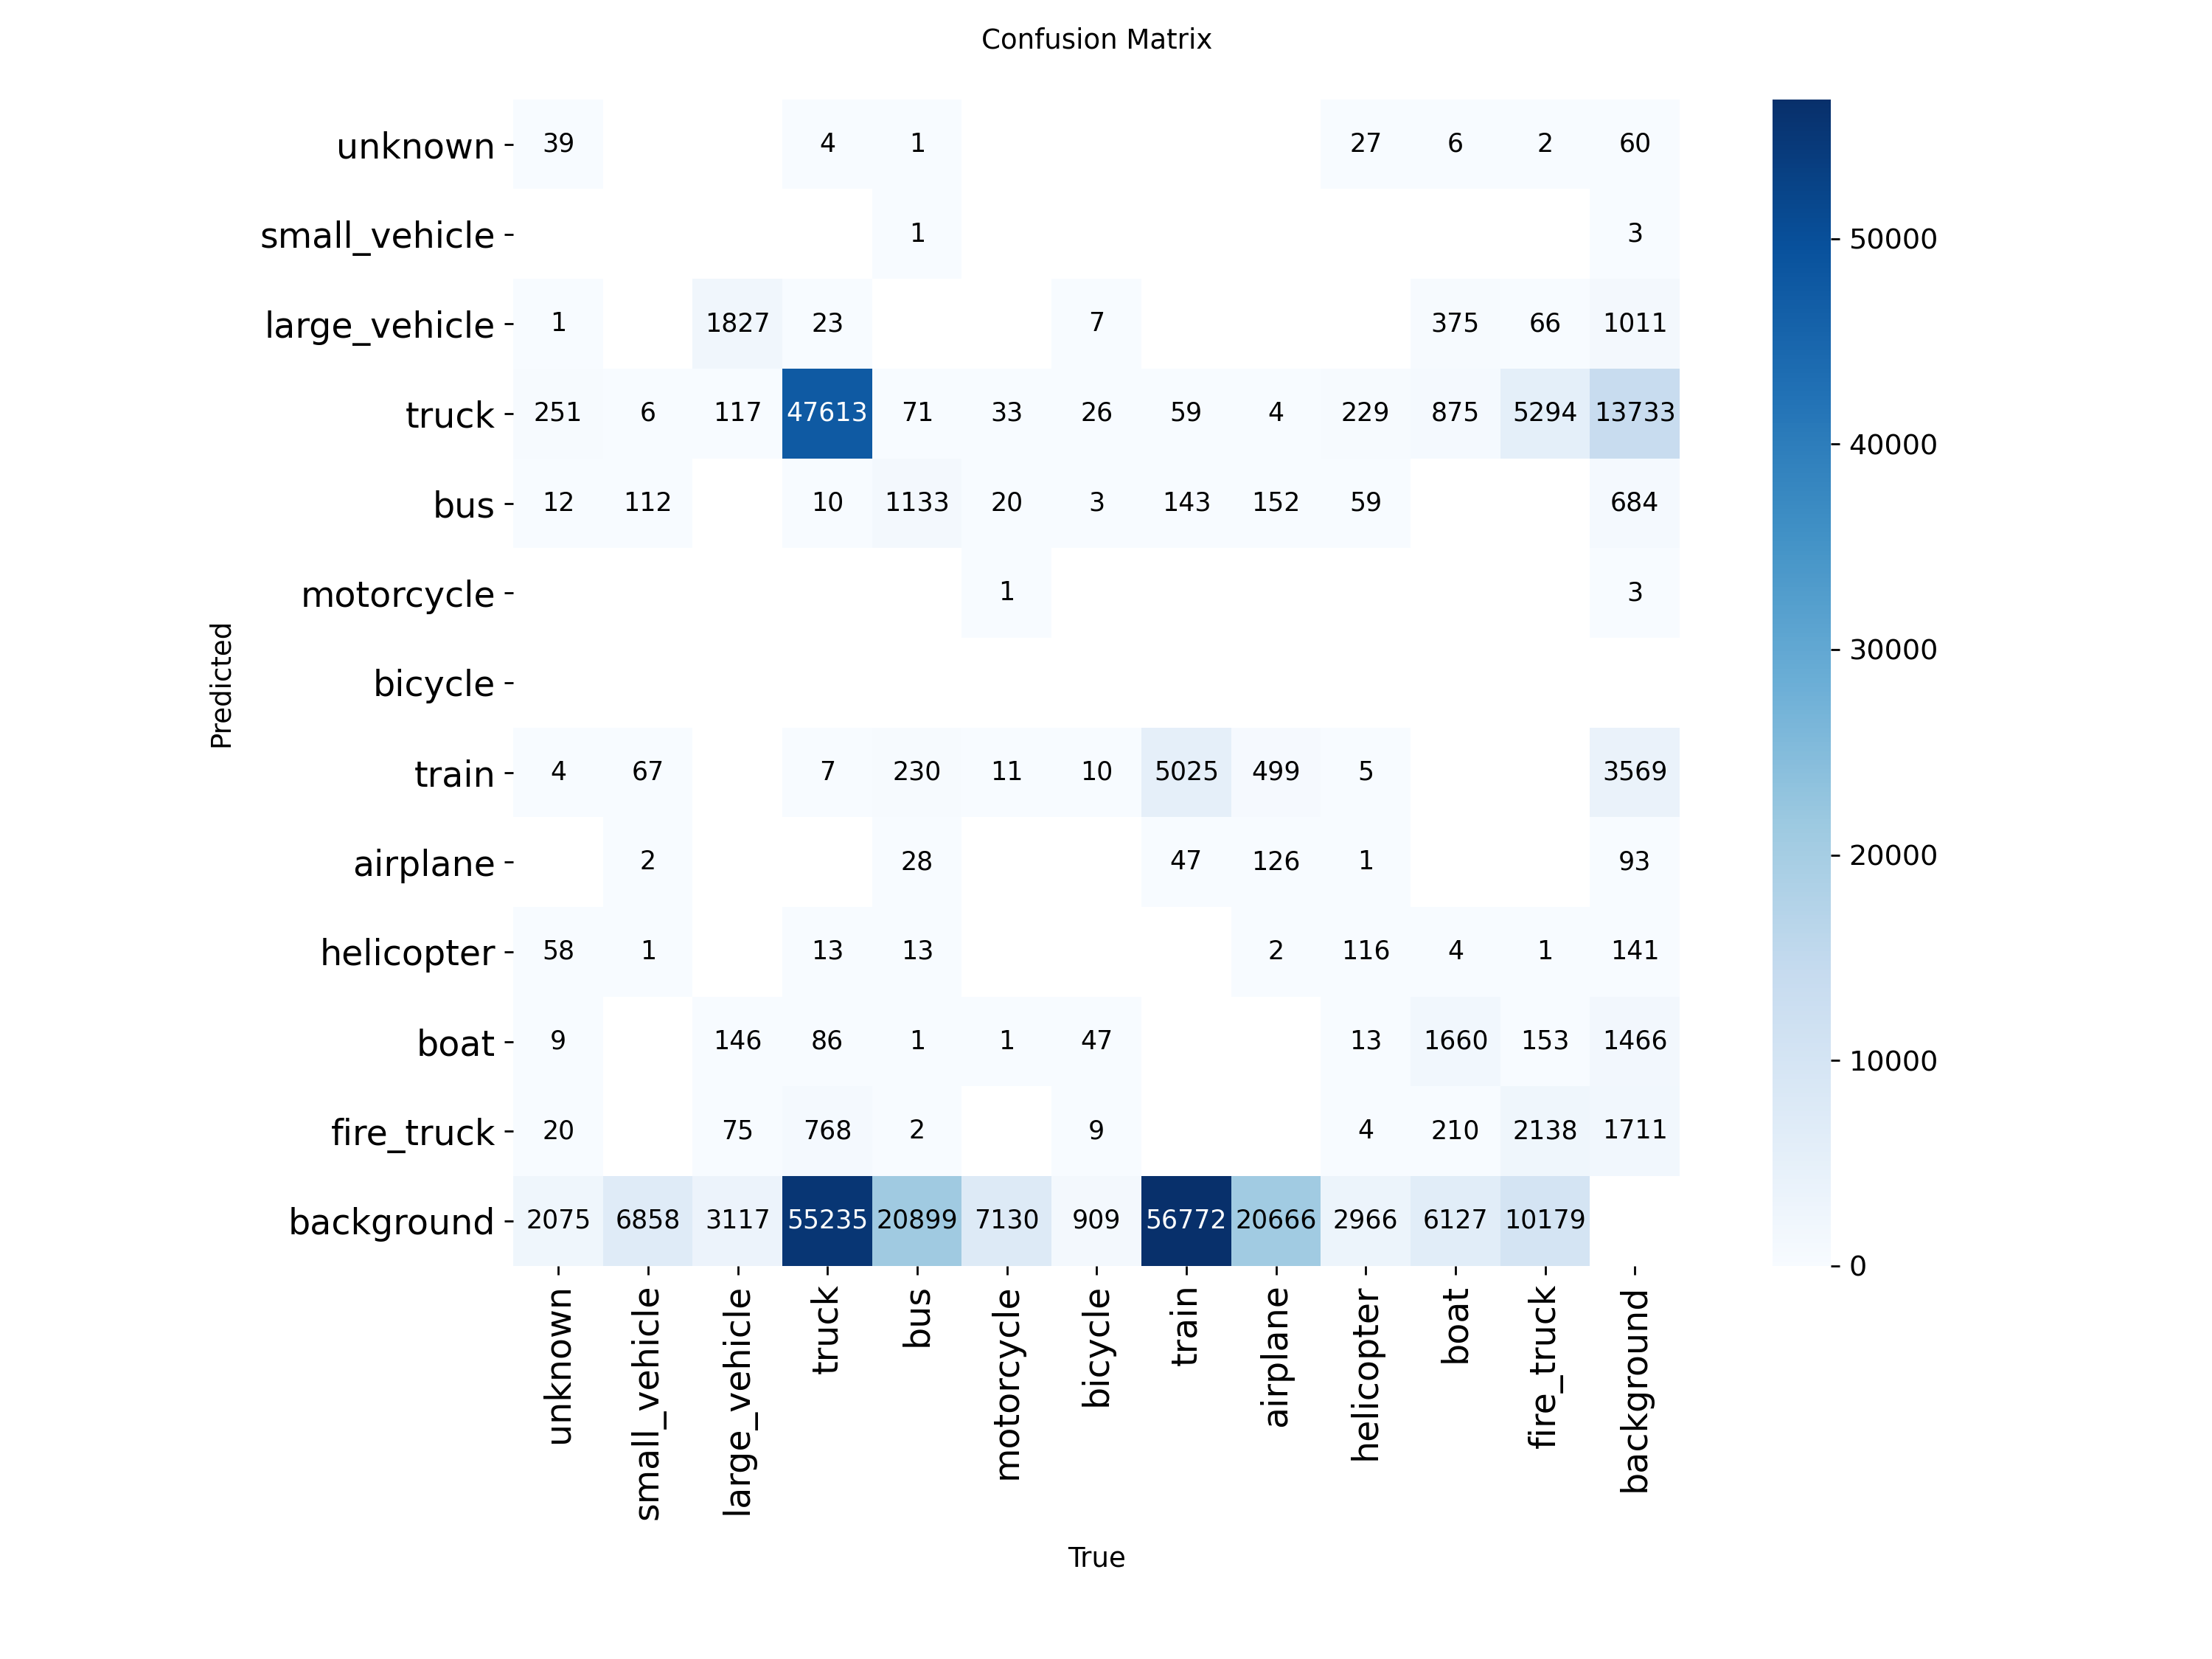 Confusion Matrix
unknown 39 4 1 27 6 2 60
small_vehicle 1 3
large_vehicle 1 1827 23 7 375 66 1011
truck 251 6 117 47613 71 33 26 59 4 229 875 5294 13733
bus 12 112 10 1133 20 3 143 152 59 684
motorcycle 1 3
bicycle
train 4 67 7 230 11 10 5025 499 5 3569
airplane 2 28 47 126 1 93
helicopter 58 1 13 13 2 116 4 1 141
boat 9 146 86 1 1 47 13 1660 153 1466
fire_truck 20 75 768 2 9 4 210 2138 1711
background 2075 6858 3117 55235 20899 7130 909 56772 20666 2966 6127 10179
Predicted
unknown small_vehicle large_vehicle truck bus motorcycle bicycle train airplane helicopter boat fire_truck background
True
50000
40000
30000
20000
10000
0